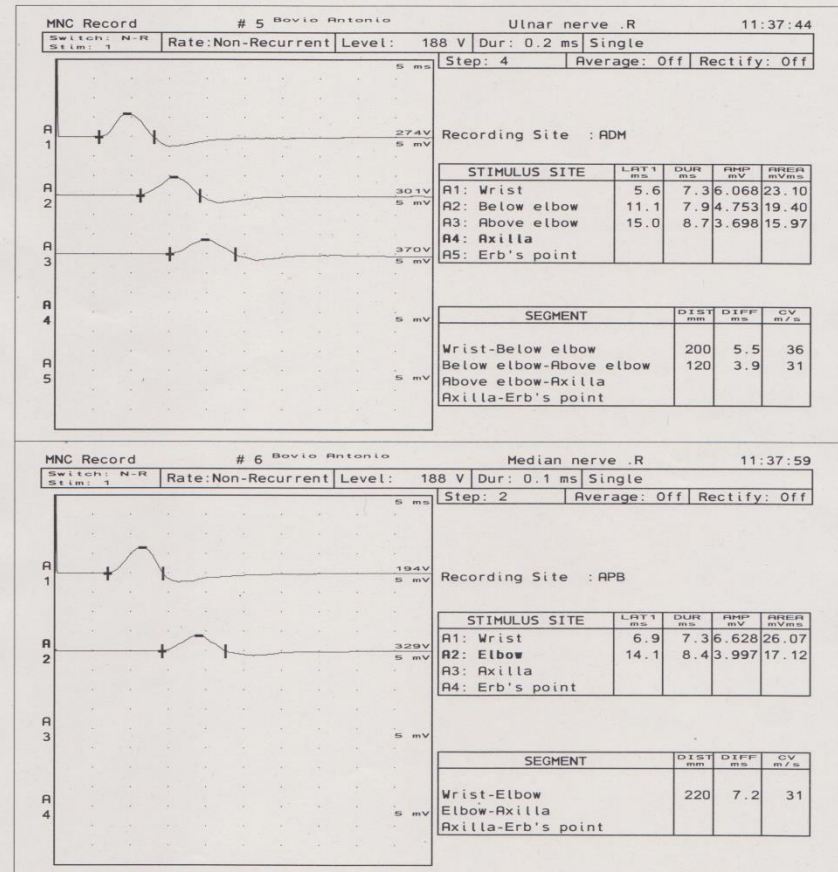 MNC Record # 5 Bovio Antonio Ulnar nerve .R 11:37:44
Switch: N-R
Stim: 1
Rate:Non-Recurrent Level: 188 V Dur: 0.2 ms Single
Step: 4 Average: Off Rectify: Off
5 ms
A
1
274V
5 mV
Recording Site :ADM
STIMULUS SITE LAT1 ms DUR ms AMP mV AREA mVms
A1: Wrist 5.6 7.3 6.068 23.10
A2: Below elbow 11.1 7.9 4.753 19.40
A3: Above elbow 15.0 8.7 3.698 15.97
A4: Axilla
A5: Erb's point
A
2
301V
5 mV
A
3
370V
5 mV
A
4
5 mV
A
5
5 mV
SEGMENT DIST mm DIFF ms CV m/s
Wrist-Below elbow 200 5.5 36
Below elbow-Above elbow 120 3.9 31
Above elbow-Axilla
Axilla-Erb's point
MNC Record # 6 Bovio Antonio Median nerve .R 11:37:59
Switch: N-R
Stim: 1
Rate:Non-Recurrent Level: 188 V Dur: 0.1 ms Single
Step: 2 Average: Off Rectify: Off
5 ms
A
1
194V
5 mV
Recording Site :APB
STIMULUS SITE LAT1 ms DUR ms AMP mV AREA mVms
A1: Wrist 6.9 7.3 6.628 26.07
A2: Elbow 14.1 8.4 3.997 17.12
A3: Axilla
A4: Erb's point
A
2
329V
5 mV
A
3
5 mV
A
4
5 mV
SEGMENT DIST mm DIFF ms CV m/s
Wrist-Elbow 220 7.2 31
Elbow-Axilla
Axilla-Erb's point